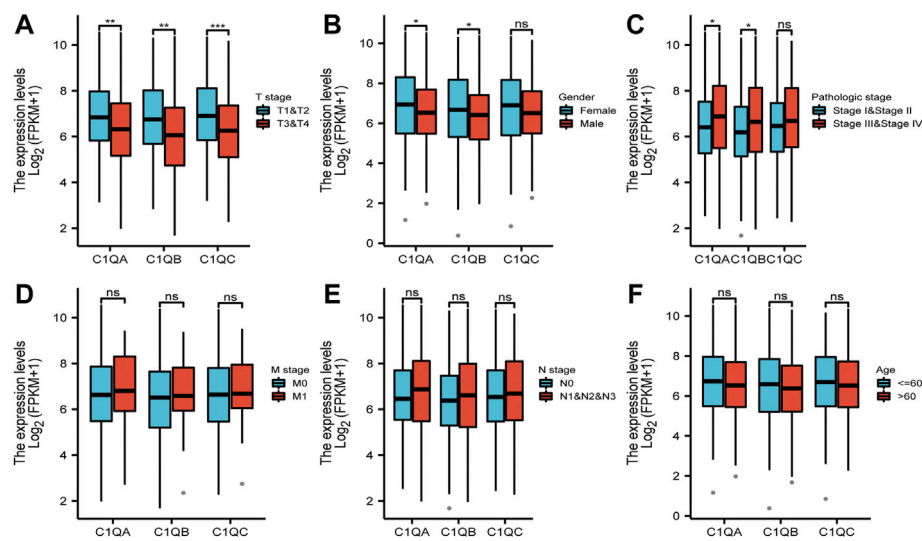 A
The expression levels
Log2 (FPKM+1)
10
8
6
4
2
**
**
***
C1QA
C1QB
C1QC
T stage
T1&T2
T3&T4
B
The expression levels
Log2 (FPKM+1)
10
8
6
4
2
0
*
*
ns
C1QA
C1QB
C1QC
Gender
Female
Male
C
The expression levels
Log2 (FPKM+1)
10
8
6
4
2
*
*
ns
C1QA
C1QB
C1QC
Pathologic stage
Stage I&Stage II
Stage III&Stage IV
D
The expression levels
Log2 (FPKM+1)
10
8
6
4
2
ns
ns
ns
C1QA
C1QB
C1QC
M stage
M0
M1
E
The expression levels
Log2 (FPKM+1)
10
8
6
4
2
ns
ns
ns
C1QA
C1QB
C1QC
N stage
N0
N1&N2&N3
F
The expression levels
Log2 (FPKM+1)
10
8
6
4
2
0
ns
ns
ns
C1QA
C1QB
C1QC
Age
<=60
>60